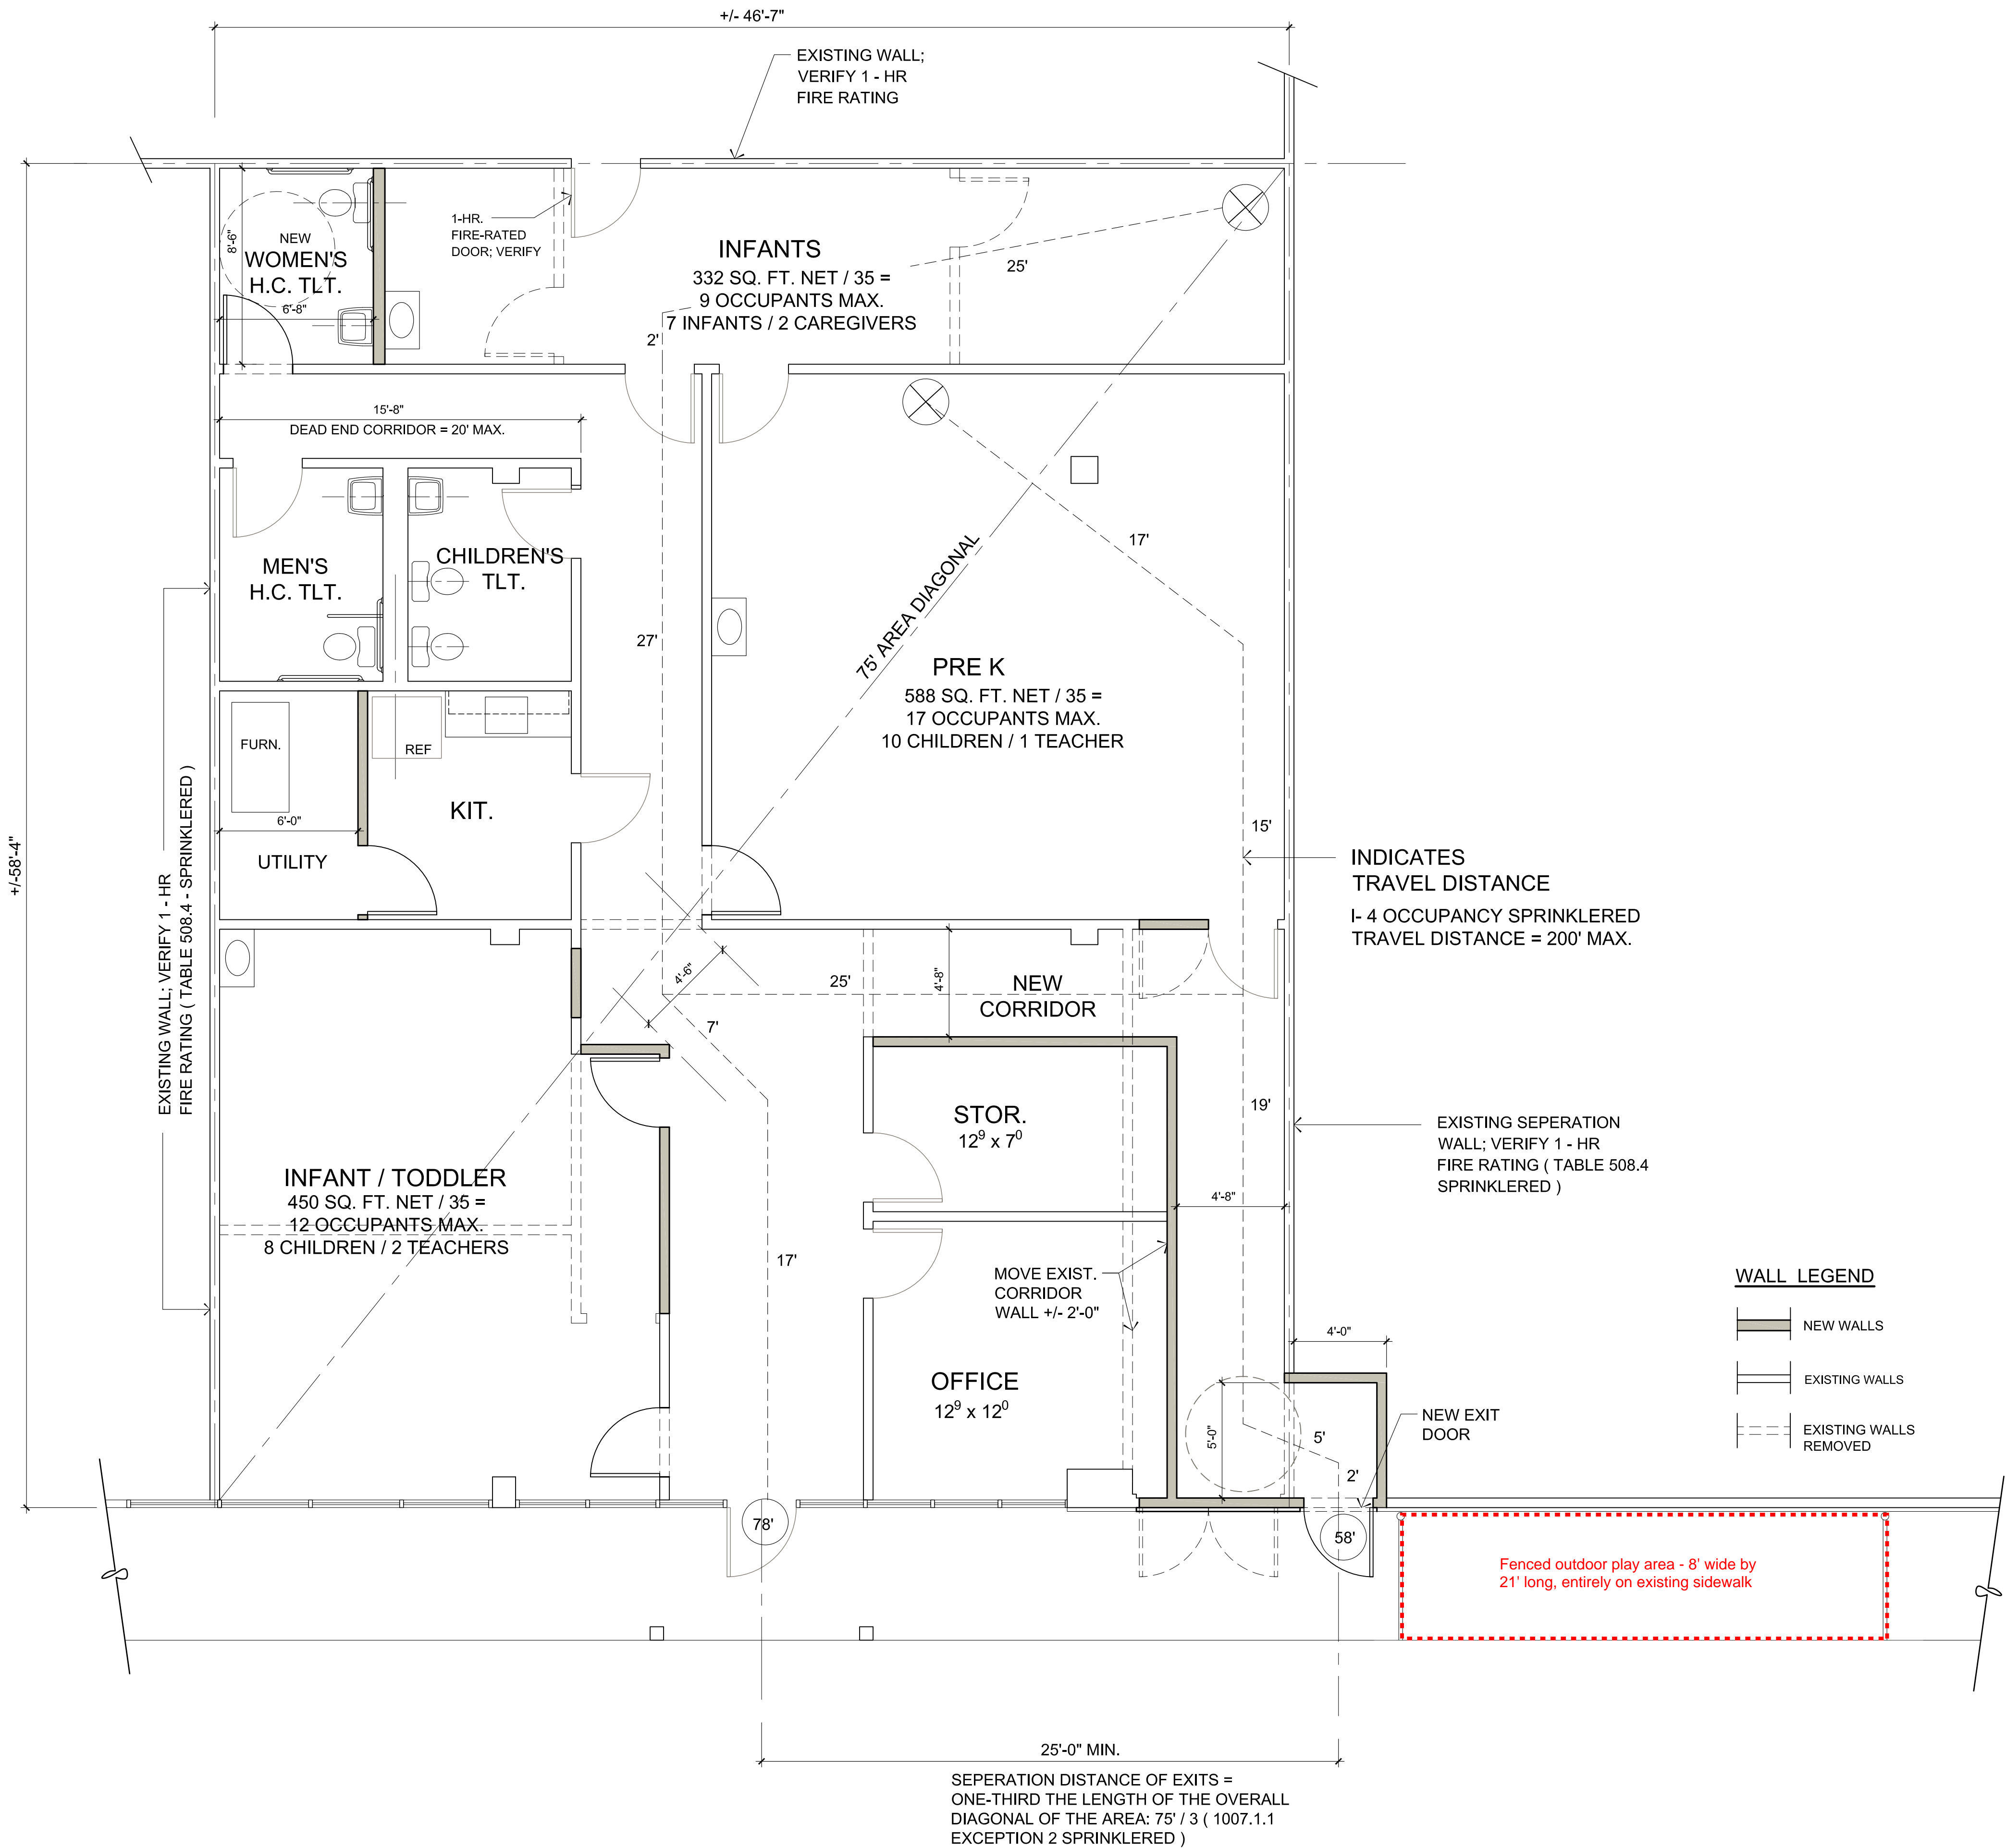 +/- 46'-7"
EXISTING WALL;
VERIFY 1 - HR
FIRE RATING
1-HR.
FIRE-RATED
DOOR; VERIFY
8'-6"
NEW
WOMEN'S
H.C. TLT.
6'-8"
INFANTS
332 SQ. FT. NET / 35 =
9 OCCUPANTS MAX.
7 INFANTS / 2 CAREGIVERS
25'
2'
15'-8"
DEAD END CORRIDOR = 20' MAX.
MEN'S
H.C. TLT.
CHILDREN'S
TLT.
17'
75' AREA DIAGONAL
27'
PRE K
588 SQ. FT. NET / 35 =
17 OCCUPANTS MAX.
10 CHILDREN / 1 TEACHER
FURN.
REF
KIT.
6'-0"
UTILITY
15'
+/-58'-4"
EXISTING WALL; VERIFY 1 - HR
FIRE RATING ( TABLE 508.4 - SPRINKLERED )
INDICATES
TRAVEL DISTANCE
I- 4 OCCUPANCY SPRINKLERED
TRAVEL DISTANCE = 200' MAX.
4'-6"
25'
4'-8"
NEW
CORRIDOR
7'
STOR.
12⁹ x 7⁰
19'
EXISTING SEPERATION
WALL; VERIFY 1 - HR
FIRE RATING ( TABLE 508.4
SPRINKLERED )
INFANT / TODDLER
450 SQ. FT. NET / 35 =
12 OCCUPANTS MAX.
8 CHILDREN / 2 TEACHERS
4'-8"
17'
MOVE EXIST.
CORRIDOR
WALL +/- 2'-0"
WALL LEGEND
NEW WALLS
EXISTING WALLS
EXISTING WALLS
REMOVED
4'-0"
OFFICE
12⁹ x 12⁰
NEW EXIT
DOOR
5'-0"
5'
2'
78'
58'
Fenced outdoor play area - 8' wide by
21' long, entirely on existing sidewalk
25'-0" MIN.
SEPERATION DISTANCE OF EXITS =
ONE-THIRD THE LENGTH OF THE OVERALL
DIAGONAL OF THE AREA: 75' / 3 ( 1007.1.1
EXCEPTION 2 SPRINKLERED )